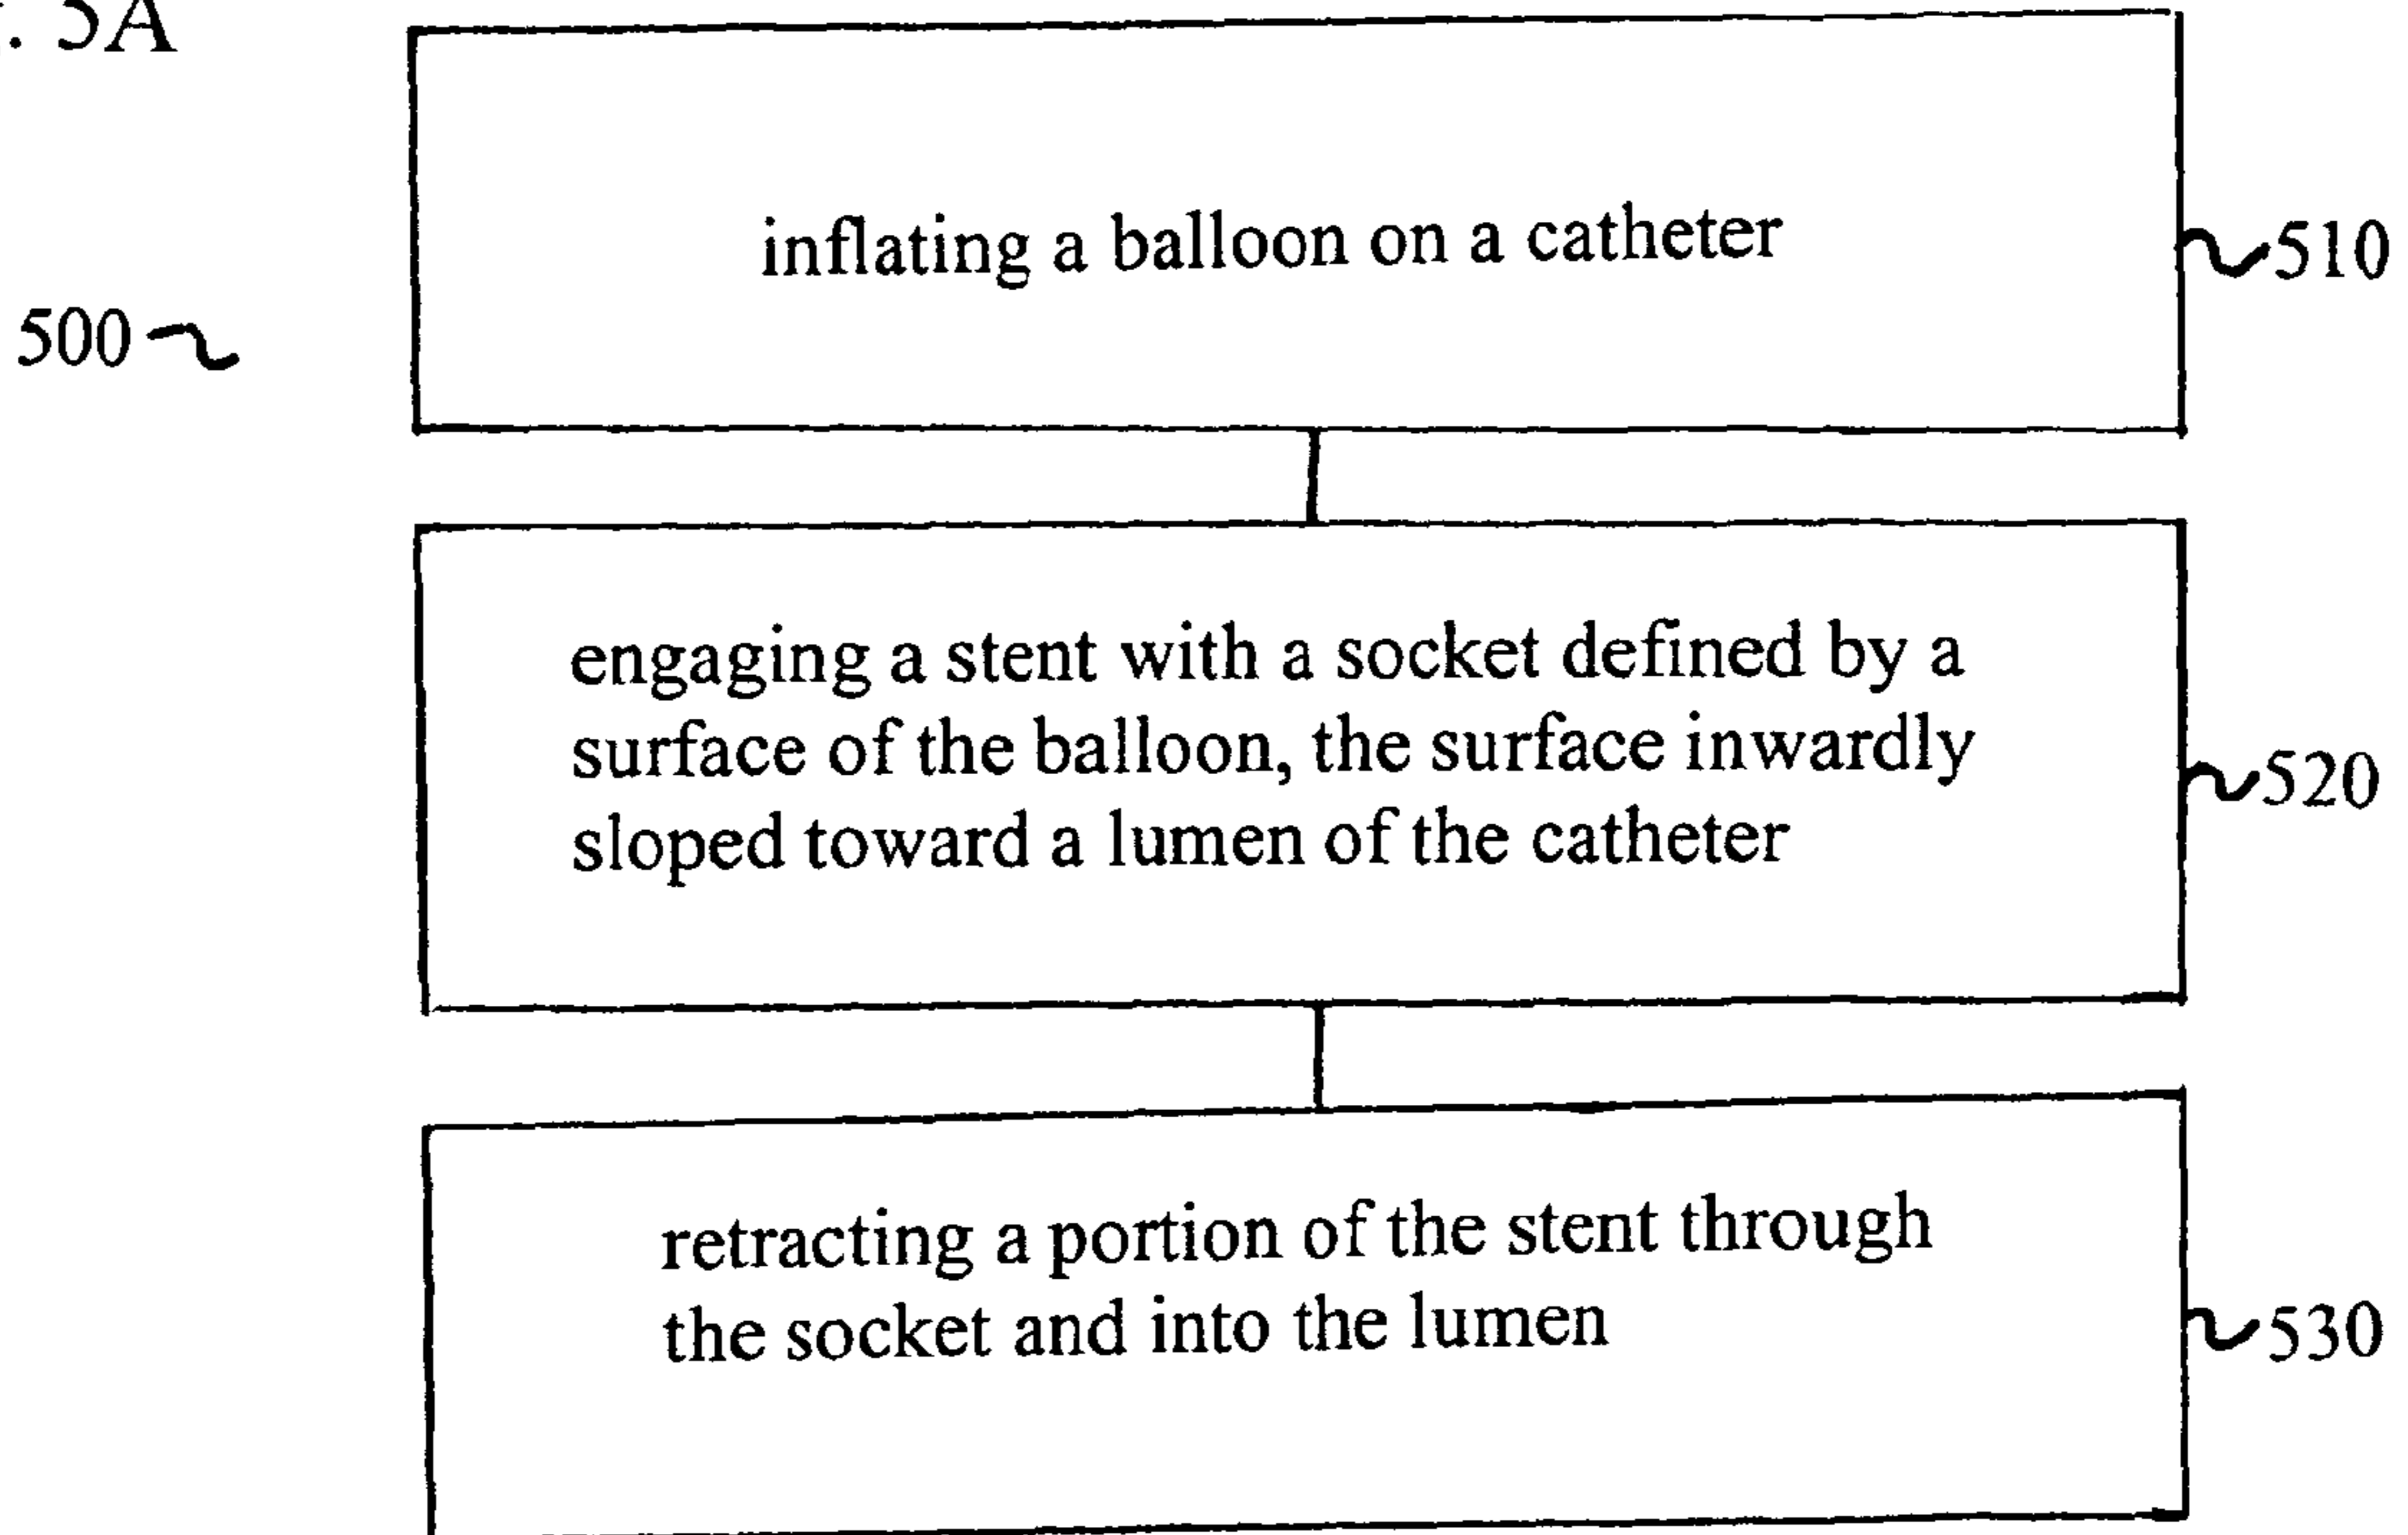 . 5A
inflating a balloon on a catheter
510
500
engaging a stent with a socket defined by a
surface of the balloon, the surface inwardly
sloped toward a lumen of the catheter
520
retracting a portion of the stent through
the socket and into the lumen
530